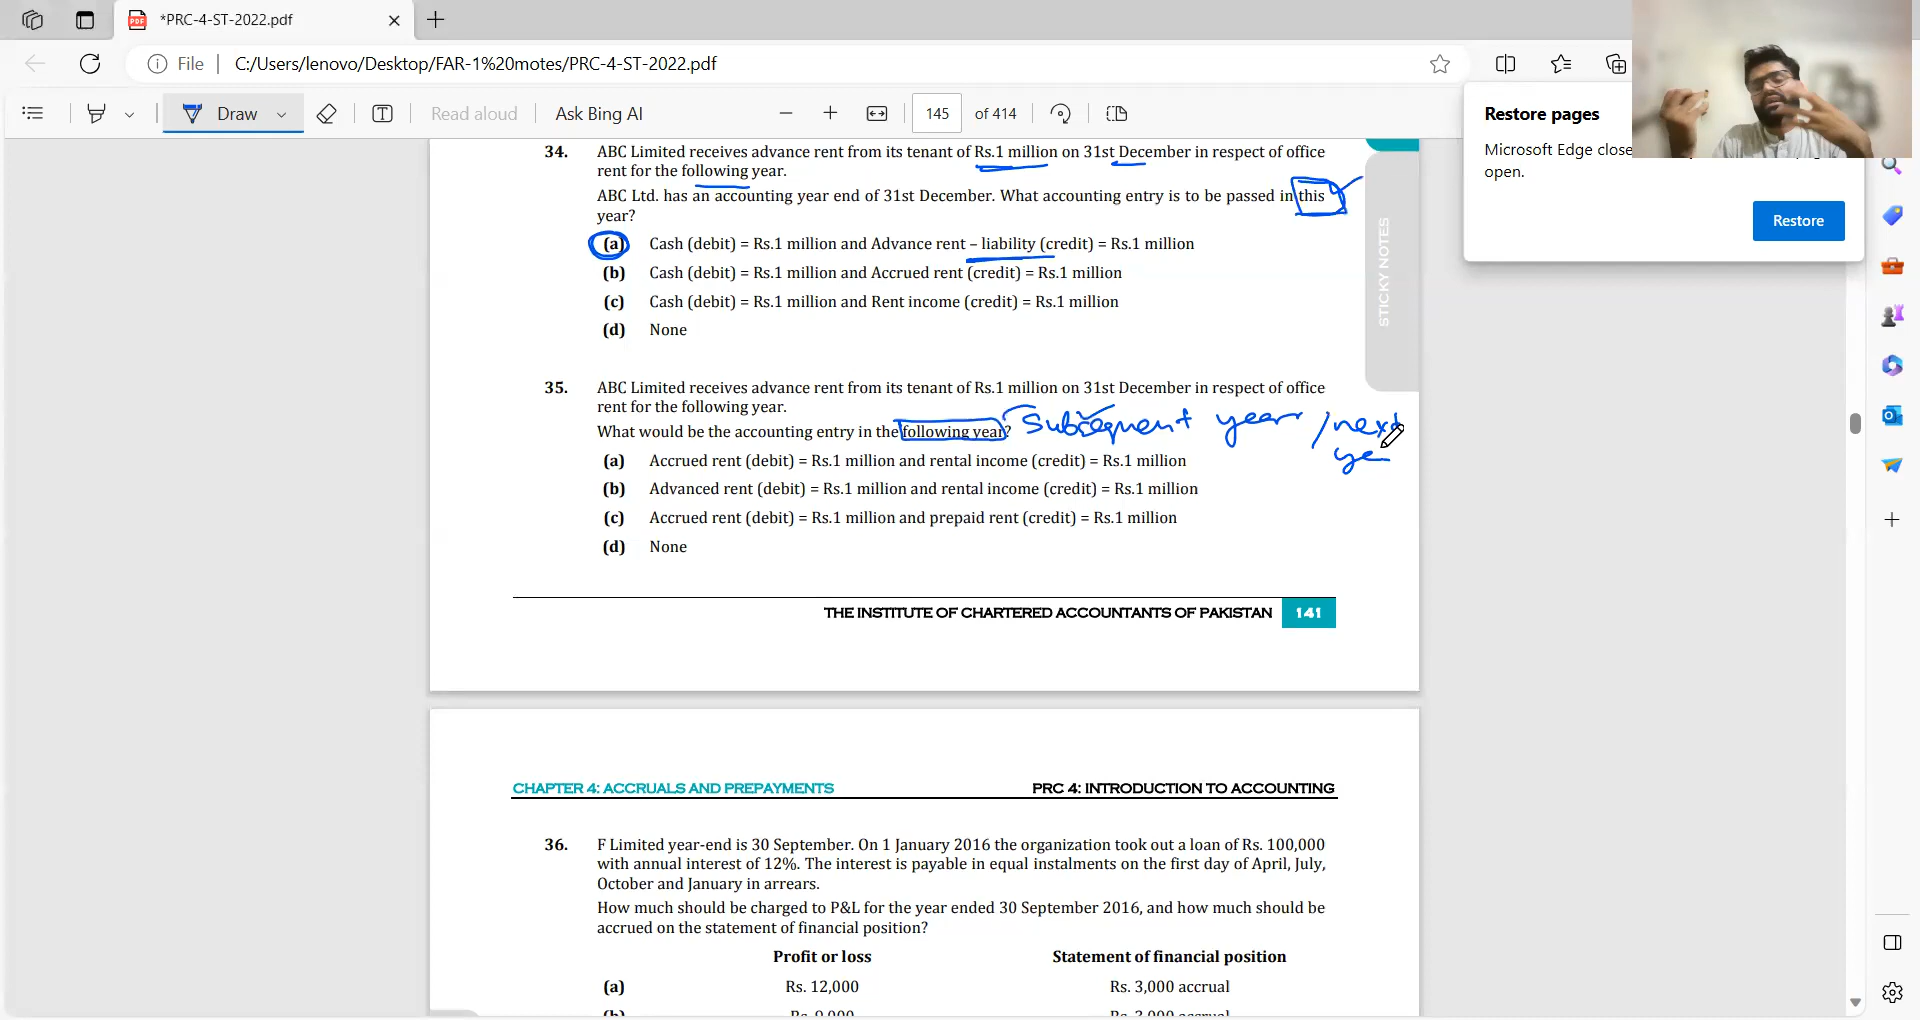 *PRC-4-ST-2022.pdf
File
C:/Users/lenovo/Desktop/FAR-1%20motes/PRC-4-ST-2022.pdf
Draw
Read aloud
Ask Bing AI
145
of 414
Restore pages
Microsoft Edge close
open.
Restore
34. ABC Limited receives advance rent from its tenant of Rs.1 million on 31st December in respect of office
rent for the following year.
ABC Ltd. has an accounting year end of 31st December. What accounting entry is to be passed in this
year?
(a) Cash (debit) = Rs.1 million and Advance rent – liability (credit) = Rs.1 million
(b) Cash (debit) = Rs.1 million and Accrued rent (credit) = Rs.1 million
(c) Cash (debit) = Rs.1 million and Rent income (credit) = Rs.1 million
(d) None
STICKY NOTES
35. ABC Limited receives advance rent from its tenant of Rs.1 million on 31st December in respect of office
rent for the following year.
What would be the accounting entry in the following year?
Subsequent year / next
ye
(a) Accrued rent (debit) = Rs.1 million and rental income (credit) = Rs.1 million
(b) Advanced rent (debit) = Rs.1 million and rental income (credit) = Rs.1 million
(c) Accrued rent (debit) = Rs.1 million and prepaid rent (credit) = Rs.1 million
(d) None
THE INSTITUTE OF CHARTERED ACCOUNTANTS OF PAKISTAN 141
CHAPTER 4: ACCRUALS AND PREPAYMENTS
PRC 4: INTRODUCTION TO ACCOUNTING
36. F Limited year-end is 30 September. On 1 January 2016 the organization took out a loan of Rs. 100,000
with annual interest of 12%. The interest is payable in equal instalments on the first day of April, July,
October and January in arrears.
How much should be charged to P&L for the year ended 30 September 2016, and how much should be
accrued on the statement of financial position?
Profit or loss Statement of financial position
(a) Rs. 12,000 Rs. 3,000 accrual